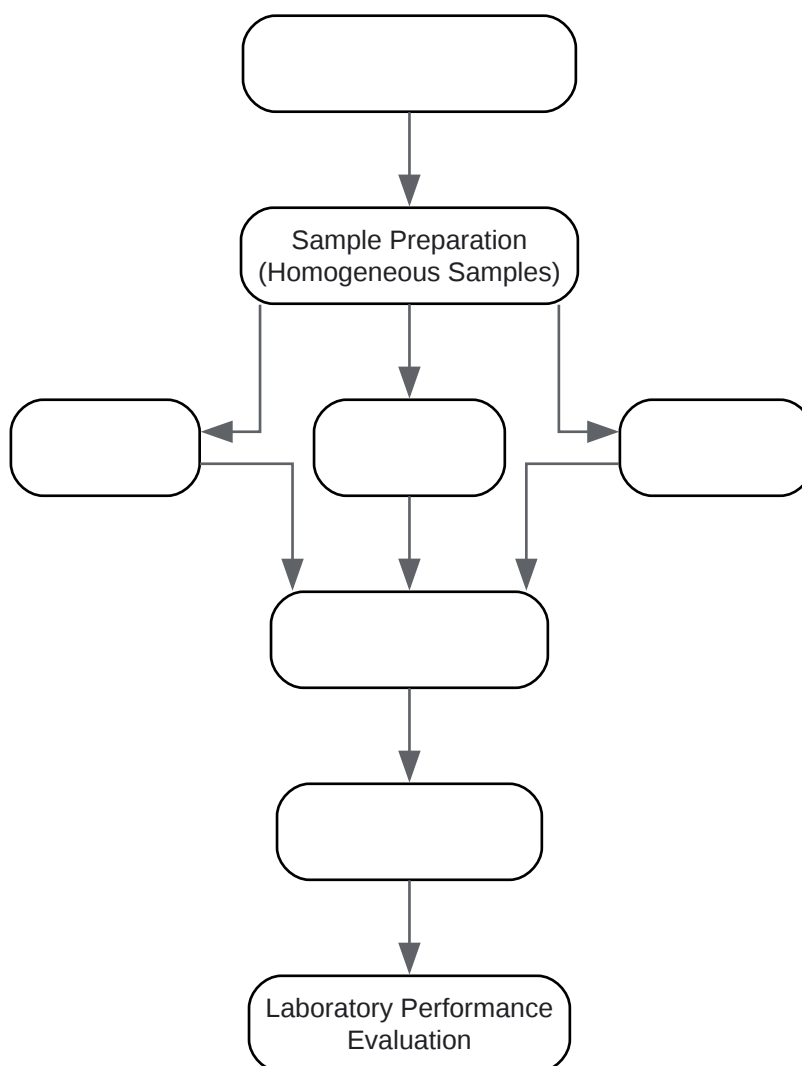 Sample Preparation
(Homogeneous Samples)
Laboratory Performance
Evaluation